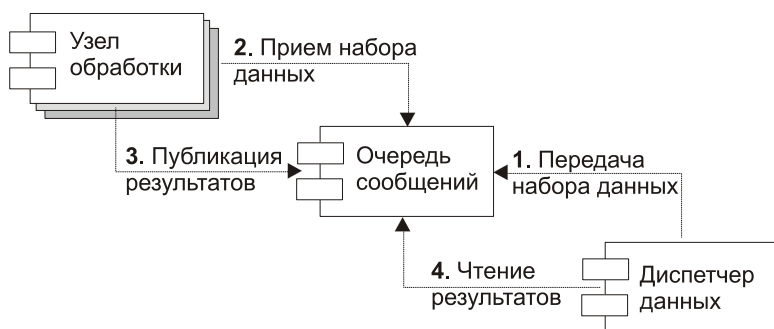 Узел
обработки
2. Прием набора
данных
3. Публикация
результатов
Очередь
сообщений
1. Передача
набора данных
4. Чтение
результатов
Диспетчер
данных